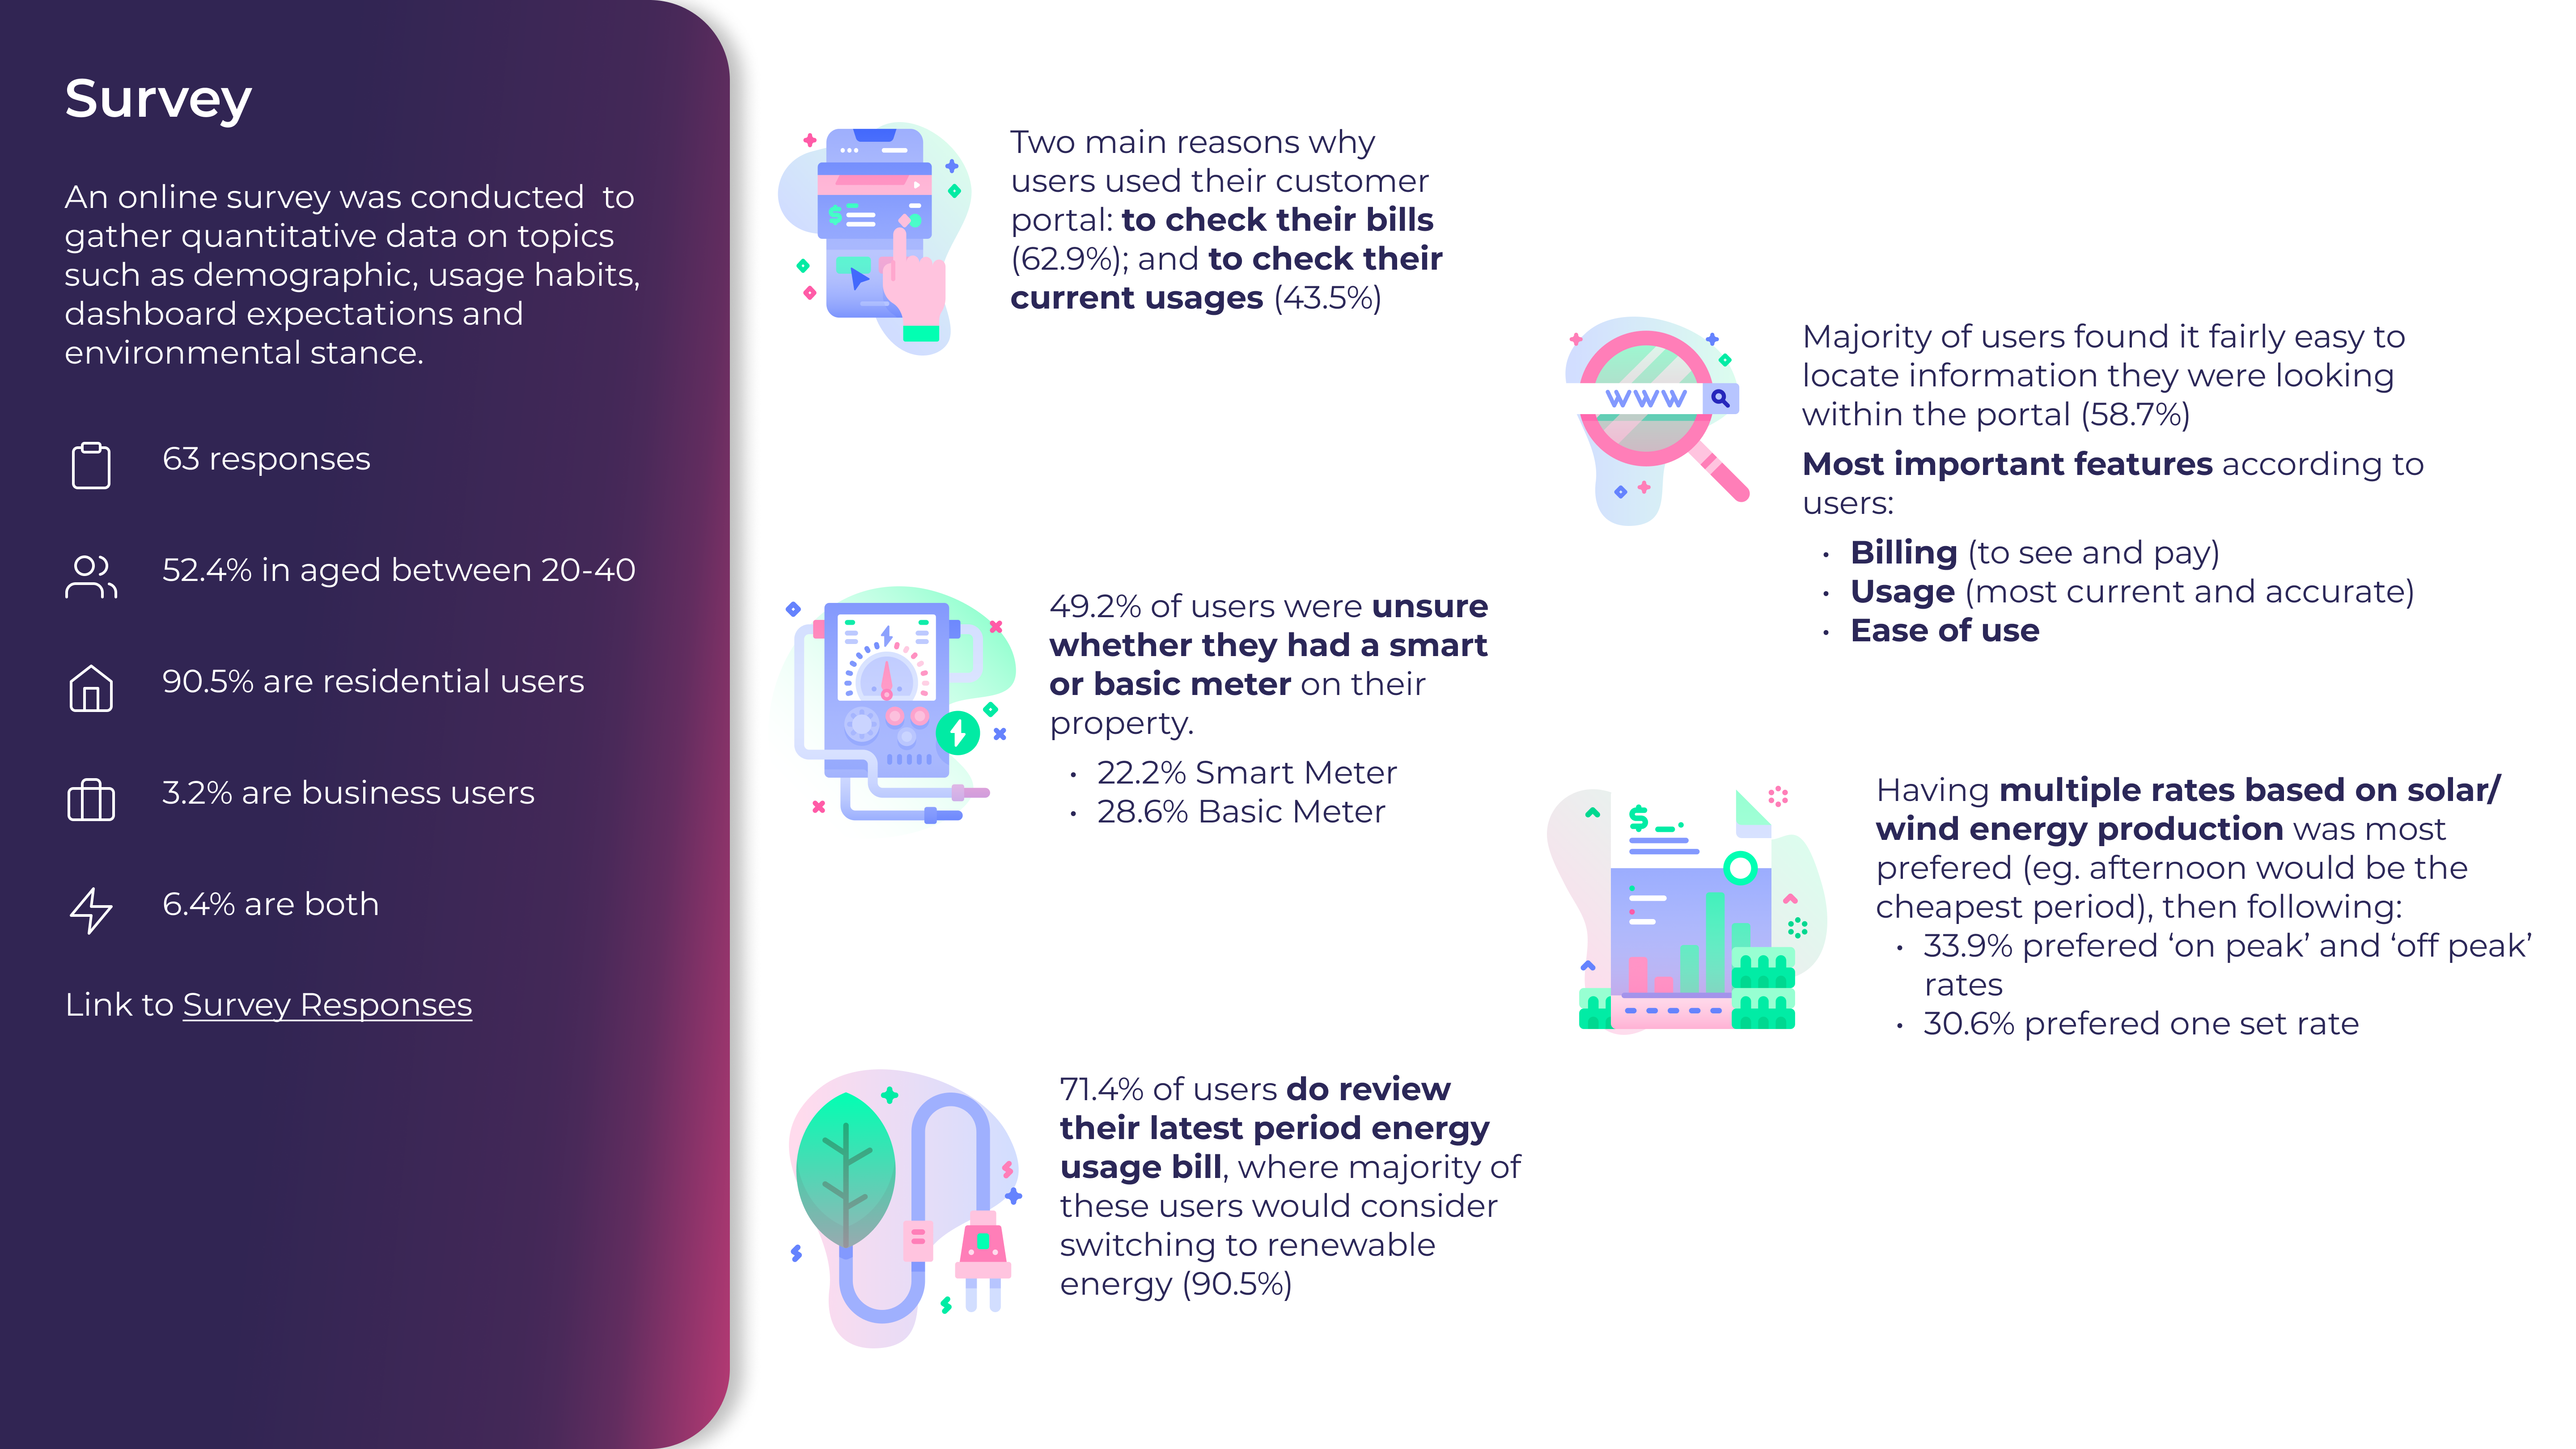 Survey
An online survey was conducted  to
gather quantitative data on topics
such as demographic, usage habits,
dashboard expectations and
environmental stance.
63 responses
52.4% in aged between 20-40
90.5% are residential users
3.2% are business users
6.4% are both
Link to Survey Responses
Two main reasons why
users used their customer
portal: to check their bills
(62.9%); and to check their
current usages (43.5%)
49.2% of users were unsure
whether they had a smart
or basic meter on their
property.
• 22.2% Smart Meter
• 28.6% Basic Meter
71.4% of users do review
their latest period energy
usage bill, where majority of
these users would consider
switching to renewable
energy (90.5%)
www
Majority of users found it fairly easy to
locate information they were looking
within the portal (58.7%)
Most important features according to
users:
• Billing (to see and pay)
• Usage (most current and accurate)
• Ease of use
Having multiple rates based on solar/
wind energy production was most
prefered (eg. afternoon would be the
cheapest period), then following:
• 33.9% prefered ‘on peak’ and ‘off peak’
rates
• 30.6% prefered one set rate